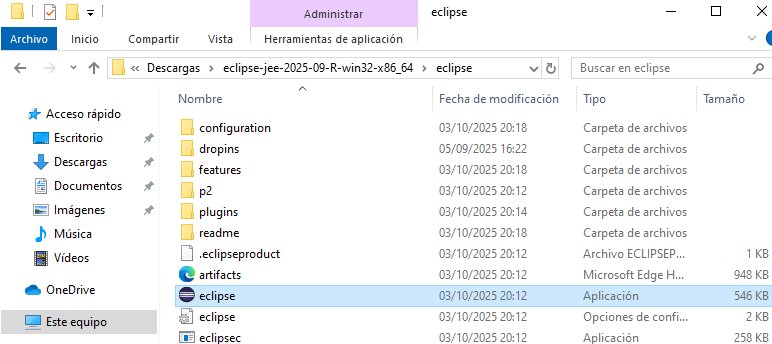 Administrar eclipse
Archivo Inicio Compartir Vista Herramientas de aplicación
Descargas eclipse-jee-2025-09-R-win32-x86_64 eclipse Buscar en eclipse
Nombre Fecha de modificación Tipo Tamaño
Acceso rápido
Escritorio
Descargas
Documentos
Imágenes
Música
Vídeos
OneDrive
Este equipo
configuration 03/10/2025 20:18 Carpeta de archivos
dropins 05/09/2025 16:22 Carpeta de archivos
features 03/10/2025 20:18 Carpeta de archivos
p2 03/10/2025 20:12 Carpeta de archivos
plugins 03/10/2025 20:14 Carpeta de archivos
readme 03/10/2025 20:18 Carpeta de archivos
.eclipseproduct 03/10/2025 20:12 Archivo ECLIPSEP... 1 KB
artifacts 03/10/2025 20:12 Microsoft Edge H... 948 KB
eclipse 03/10/2025 20:12 Aplicación 546 KB
eclipse 03/10/2025 20:12 Opciones de confi... 2 KB
eclipsec 03/10/2025 20:12 Aplicación 258 KB